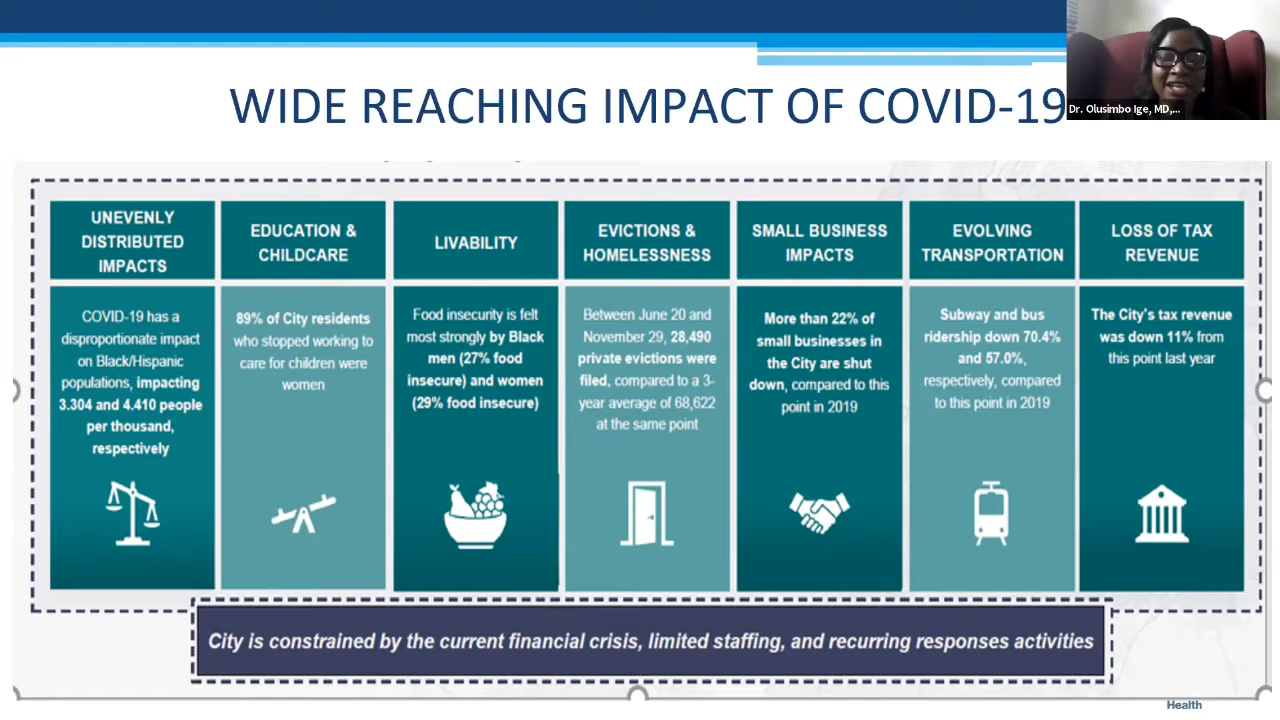 WIDE REACHING IMPACT OF COVID-19
Dr. Olusimbo Ige, MD,...
UNEVENLY
DISTRIBUTED
IMPACTS
COVID-19 has a
disproportionate impact
on Black/Hispanic
populations, impacting
3.304 and 4.410 people
per thousand,
respectively
EDUCATION &
CHILDCARE
89% of City residents
who stopped working to
care for children were
women
LIVABILITY
Food insecurity is felt
most strongly by Black
men (27% food
insecure) and women
(29% food insecure)
EVICTIONS &
HOMELESSNESS
Between June 20 and
November 29, 28,490
private evictions were
filed, compared to a 3-
year average of 68,622
at the same point
SMALL BUSINESS
IMPACTS
More than 22% of
small businesses in
the City are shut
down, compared to this
point in 2019
EVOLVING
TRANSPORTATION
Subway and bus
ridership down 70.4%
and 57.0%,
respectively, compared
to this point in 2019
LOSS OF TAX
REVENUE
The City's tax revenue
was down 11% from
this point last year
City is constrained by the current financial crisis, limited staffing, and recurring responses activities
Health